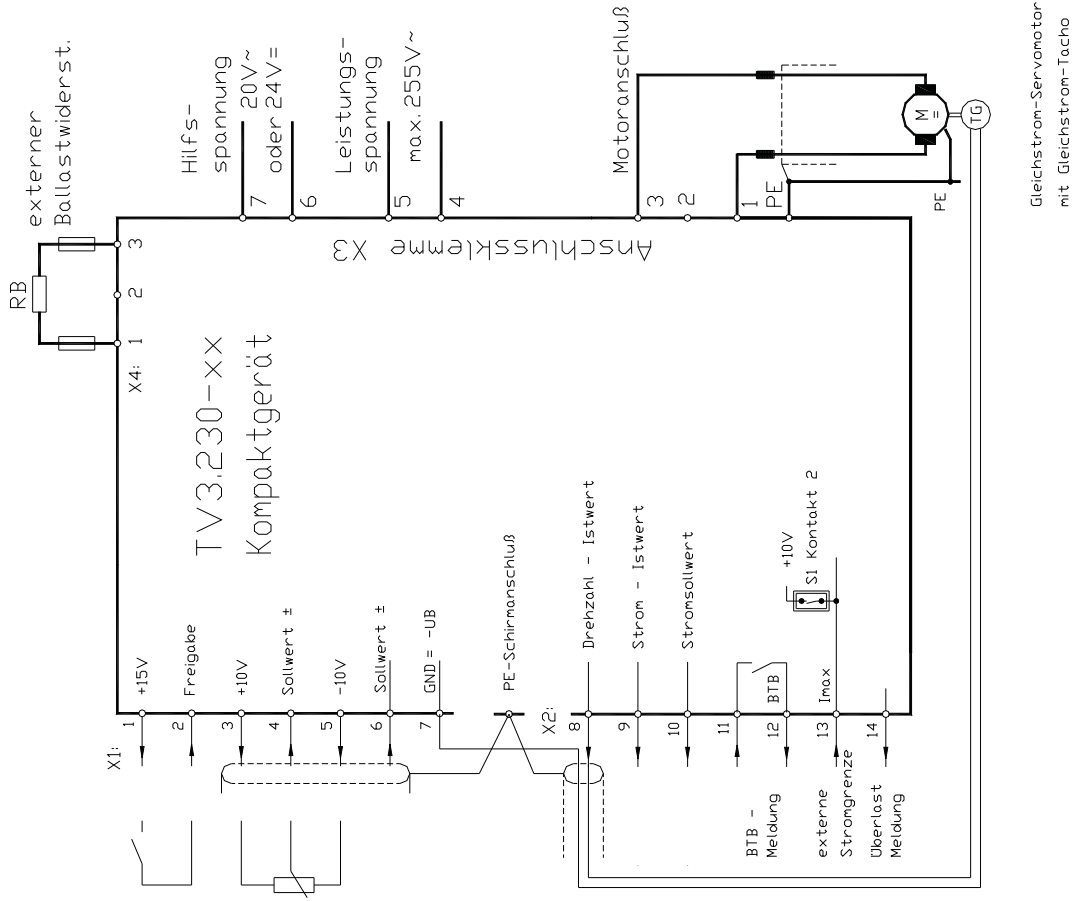 externer
Ballastwiderst.
RB
X4:
1
2
3
Hilfs-
spannung
20V~
oder 24V=
Leistungs-
spannung
max.255V~
Motoranschluß
7
6
5
4
3
2
1
PE
Anschlussklemme X3
TV3.230-xx
Kompaktgerät
M
=
TG
PE
Gleichstrom-Servomotor
mit Gleichstrom-Tacho
X1:
1
+15V
2
Freigabe
3
+10V
4
Sollwert ±
5
-10V
6
Sollwert ±
7
GND = -UB
PE-Schirmanschluß
X2:
8
Drehzahl - Istwert
9
Strom - Istwert
10
Stromsollwert
11
12
BTB
13
Imax
14
+10V
S1 Kontakt 2
BTB -
Meldung
externe
Stromgrenze
Überlast
Meldung